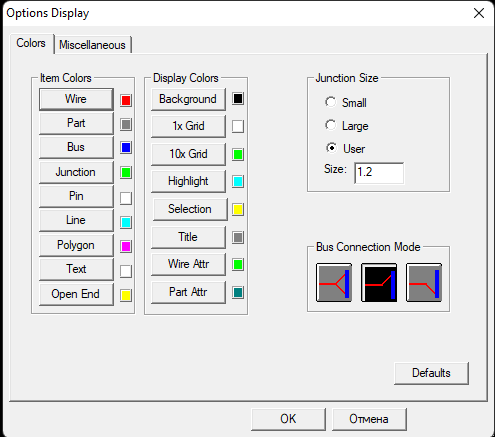 Options Display
Colors
Miscellaneous
Item Colors
Wire
Part
Bus
Junction
Pin
Line
Polygon
Text
Open End
Display Colors
Background
1x Grid
10x Grid
Highlight
Selection
Title
Wire Attr
Part Attr
Junction Size
Small
Large
User
Size: 1.2
Bus Connection Mode
Defaults
OK
Отмена